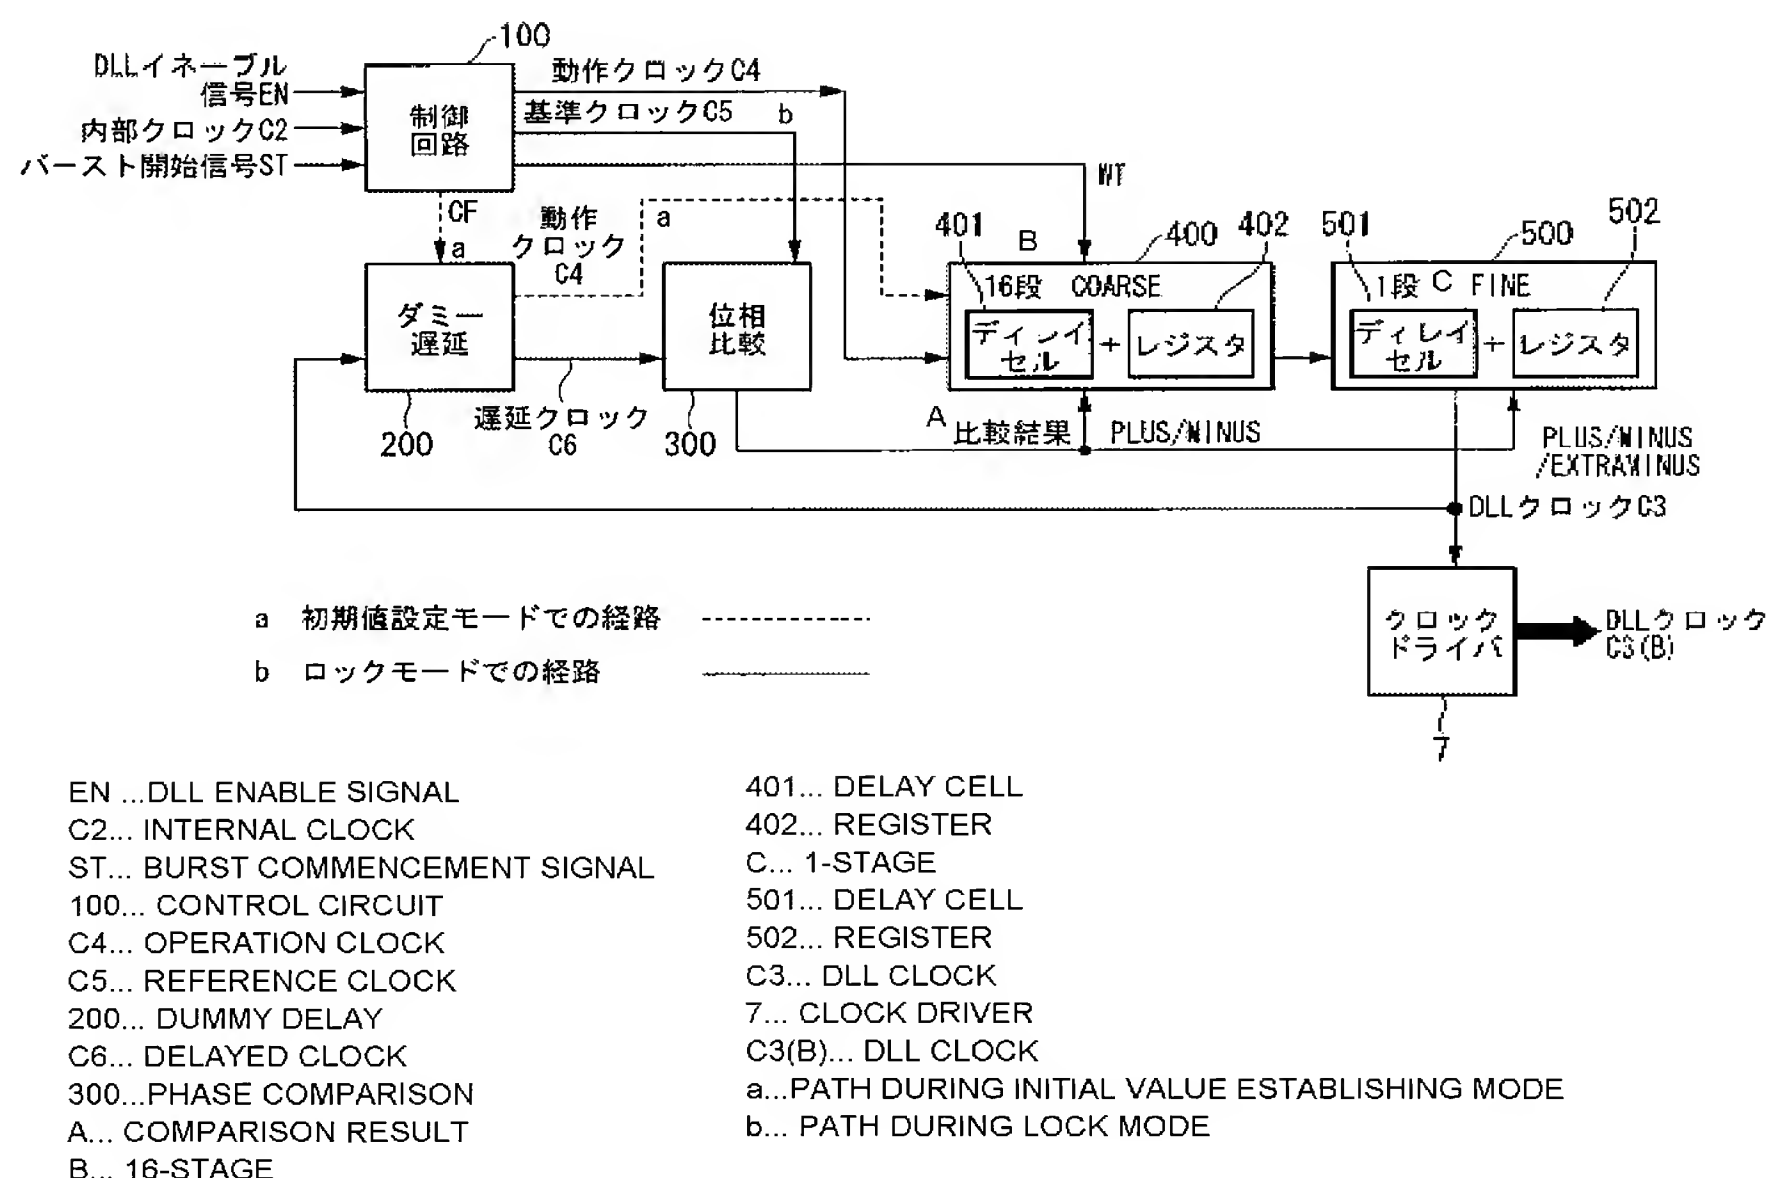 100
DLLイネーブル
信号EN
内部クロックC2
バースト開始信号ST
制御
回路
動作クロックC4
基準クロックC5
b
WT
CF
a
動作
クロック
C4
a
ダミー
遅延
200
遅延クロック
C6
位相
比較
300
401
B
400
402
16段 COARSE
ディレイ
セル
+
レジスタ
501
500
502
1段 C FINE
ディレイ
セル
+
レジスタ
A
比較結果 PLUS/MINUS
PLUS/MINUS
/EXTRAMINUS
DLLクロックC3
クロック
ドライバ
DLLクロック
C3(B)
7
a 初期値設定モードでの経路
b ロックモードでの経路
EN ...DLL ENABLE SIGNAL
C2... INTERNAL CLOCK
ST... BURST COMMENCEMENT SIGNAL
100... CONTROL CIRCUIT
C4... OPERATION CLOCK
C5... REFERENCE CLOCK
200... DUMMY DELAY
C6... DELAYED CLOCK
300...PHASE COMPARISON
A... COMPARISON RESULT
B... 16-STAGE
401... DELAY CELL
402... REGISTER
C... 1-STAGE
501... DELAY CELL
502... REGISTER
C3... DLL CLOCK
7... CLOCK DRIVER
C3(B)... DLL CLOCK
a...PATH DURING INITIAL VALUE ESTABLISHING MODE
b... PATH DURING LOCK MODE